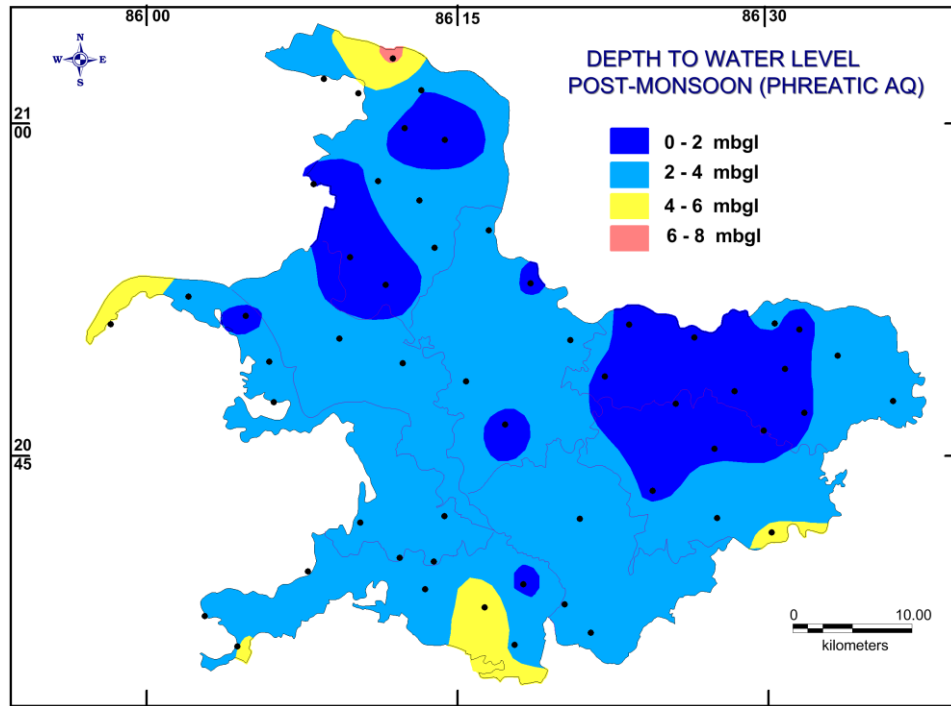 86 00
86 15
86 30
N
W E
S
DEPTH TO WATER LEVEL
POST-MONSOON (PHREATIC AQ)
21
00
0 - 2 mbgl
2 - 4 mbgl
4 - 6 mbgl
6 - 8 mbgl
20
45
0 10.00
kilometers